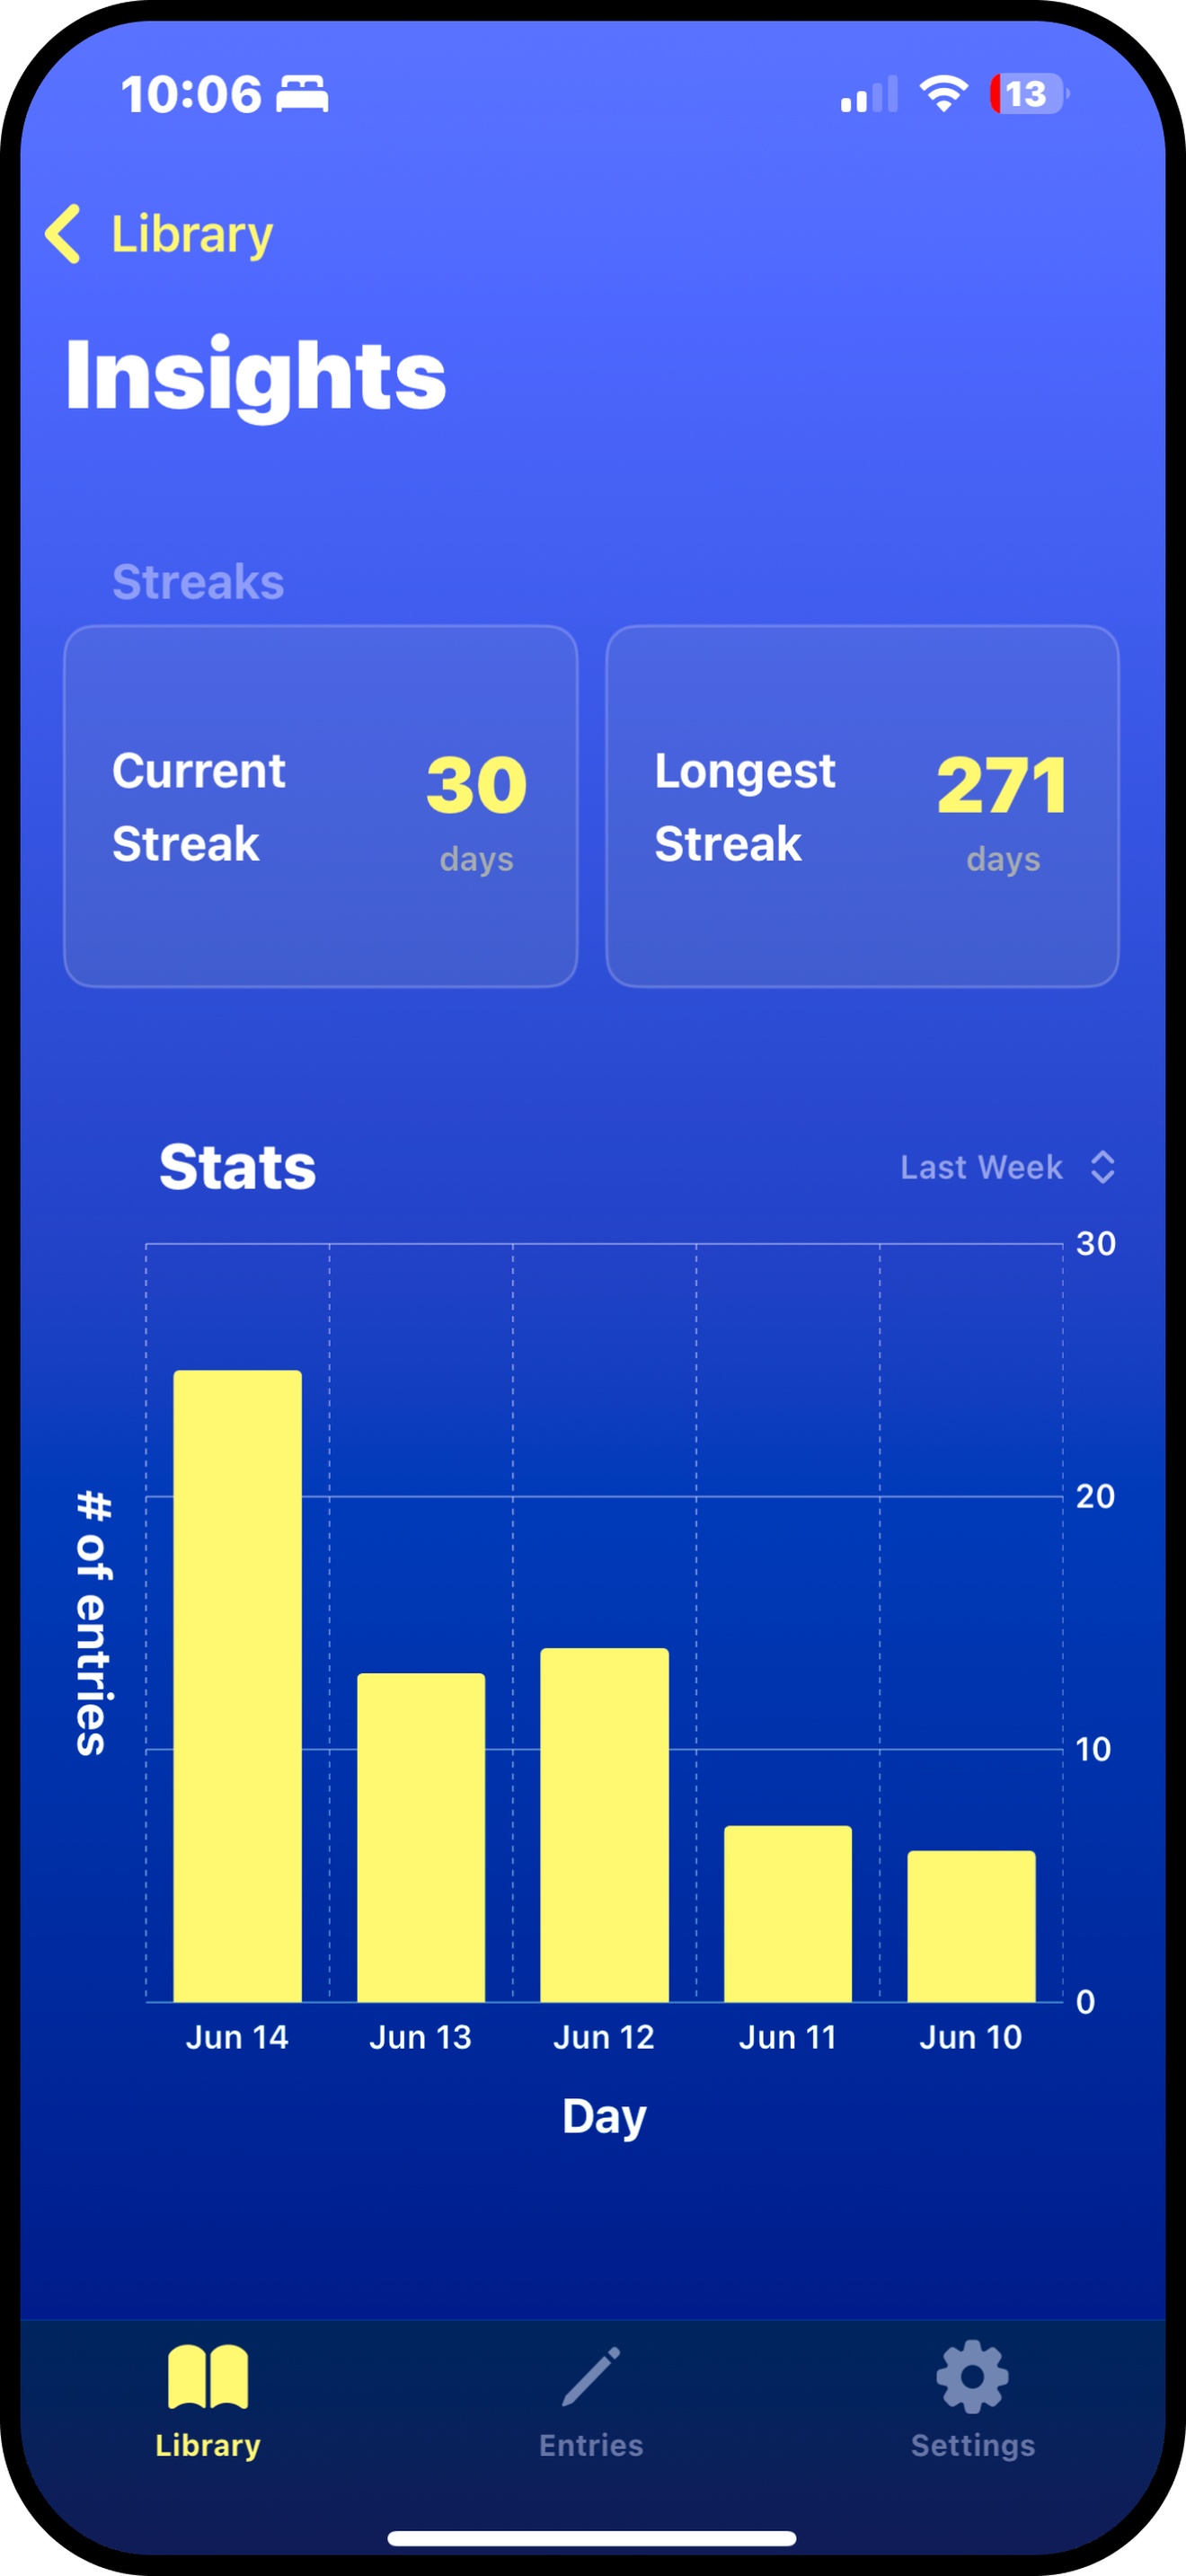 10:06
13
Library
Insights
Streaks
Current
Streak
30
days
Longest
Streak
271
days
Stats
Last Week
30
20
10
0
# of entries
Jun 14 Jun 13 Jun 12 Jun 11 Jun 10
Day
Library Entries Settings